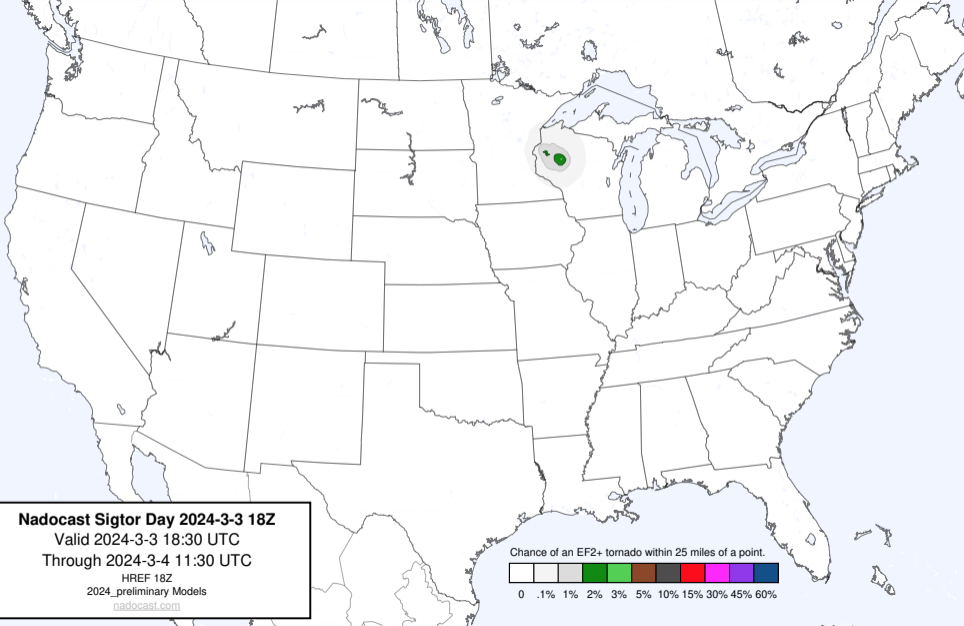 Nadocast Sigtor Day 2024-3-3 18Z
Valid 2024-3-3 18:30 UTC
Through 2024-3-4 11:30 UTC
HREF 18Z
2024_preliminary Models
nadocast.com
Chance of an EF2+ tornado within 25 miles of a point.
0 .1% 1% 2% 3% 5% 10% 15% 30% 45% 60%